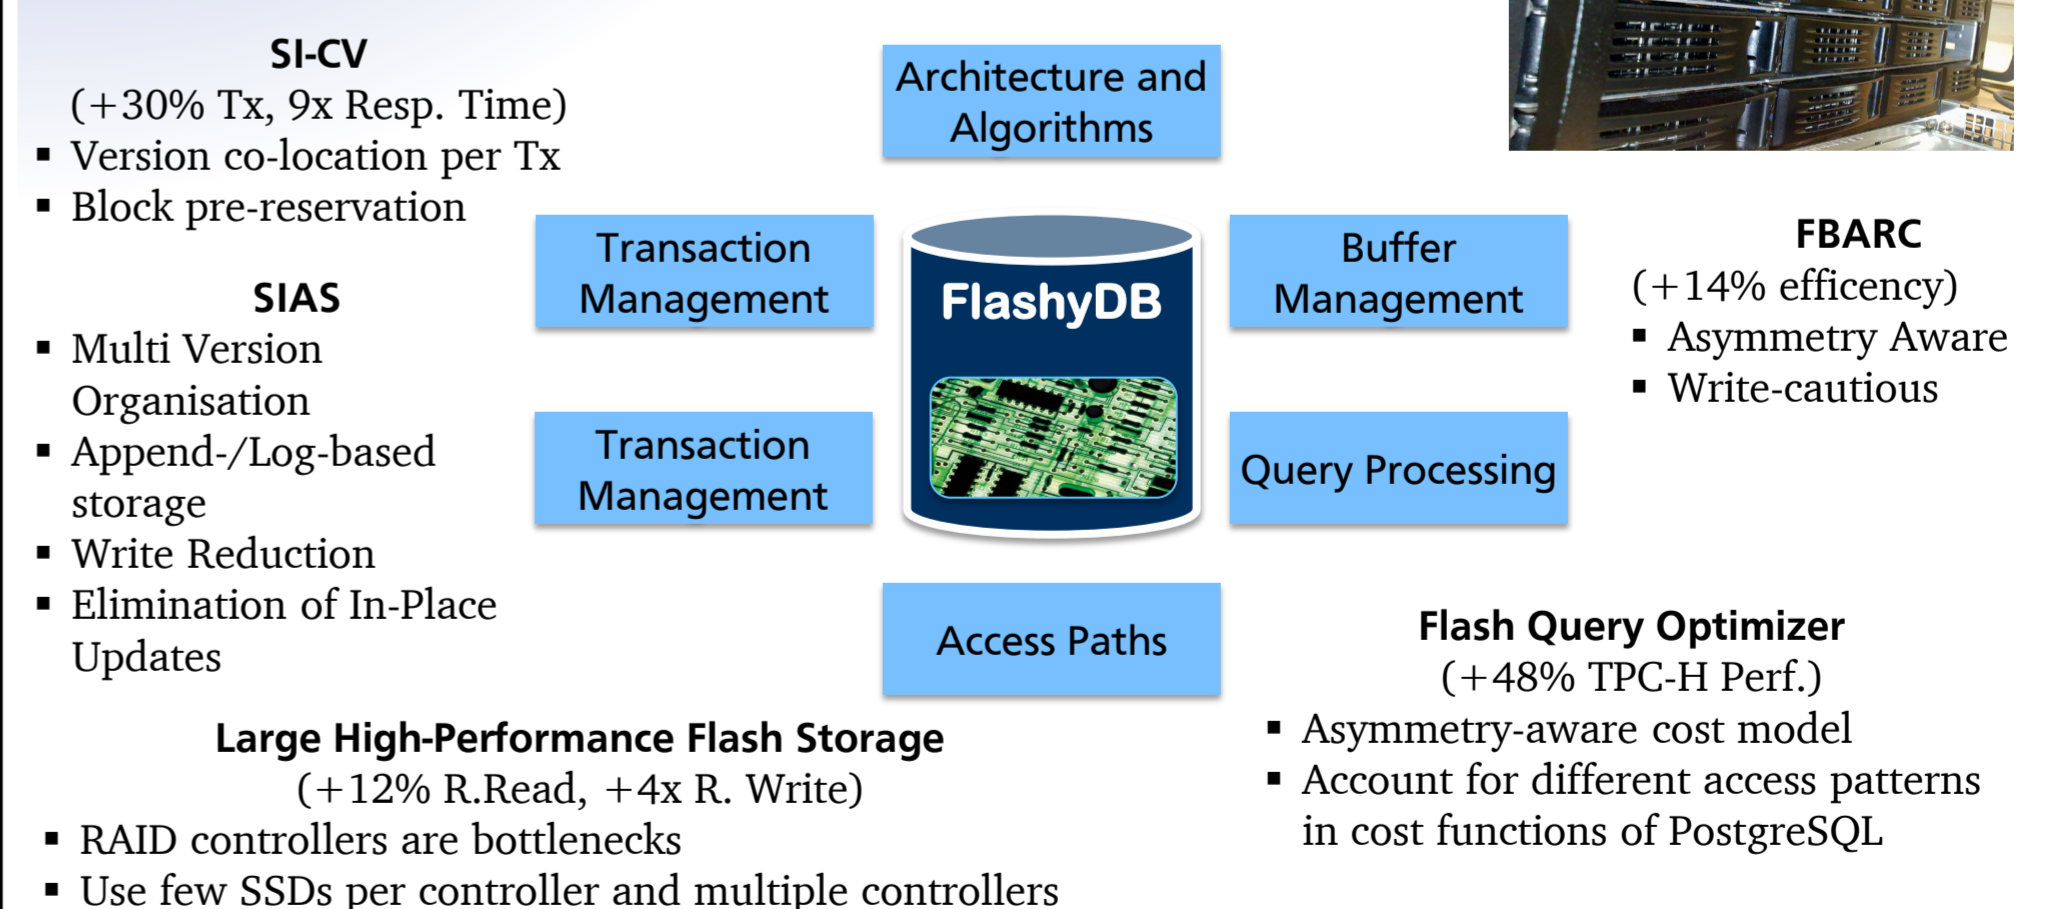 SI-CV
(+30% Tx, 9x Resp. Time)
▪ Version co-location per Tx
▪ Block pre-reservation
SIAS
▪ Multi Version
Organisation
▪ Append-/Log-based
storage
▪ Write Reduction
▪ Elimination of In-Place
Updates
Architecture and
Algorithms
Transaction
Management
Transaction
Management
FlashyDB
Buffer
Management
Query Processing
Access Paths
FBARC
(+14% efficency)
▪ Asymmetry Aware
▪ Write-cautious
Flash Query Optimizer
(+48% TPC-H Perf.)
▪ Asymmetry-aware cost model
▪ Account for different access patterns
in cost functions of PostgreSQL
Large High-Performance Flash Storage
(+12% R.Read, +4x R. Write)
▪ RAID controllers are bottlenecks
▪ Use few SSDs per controller and multiple controllers